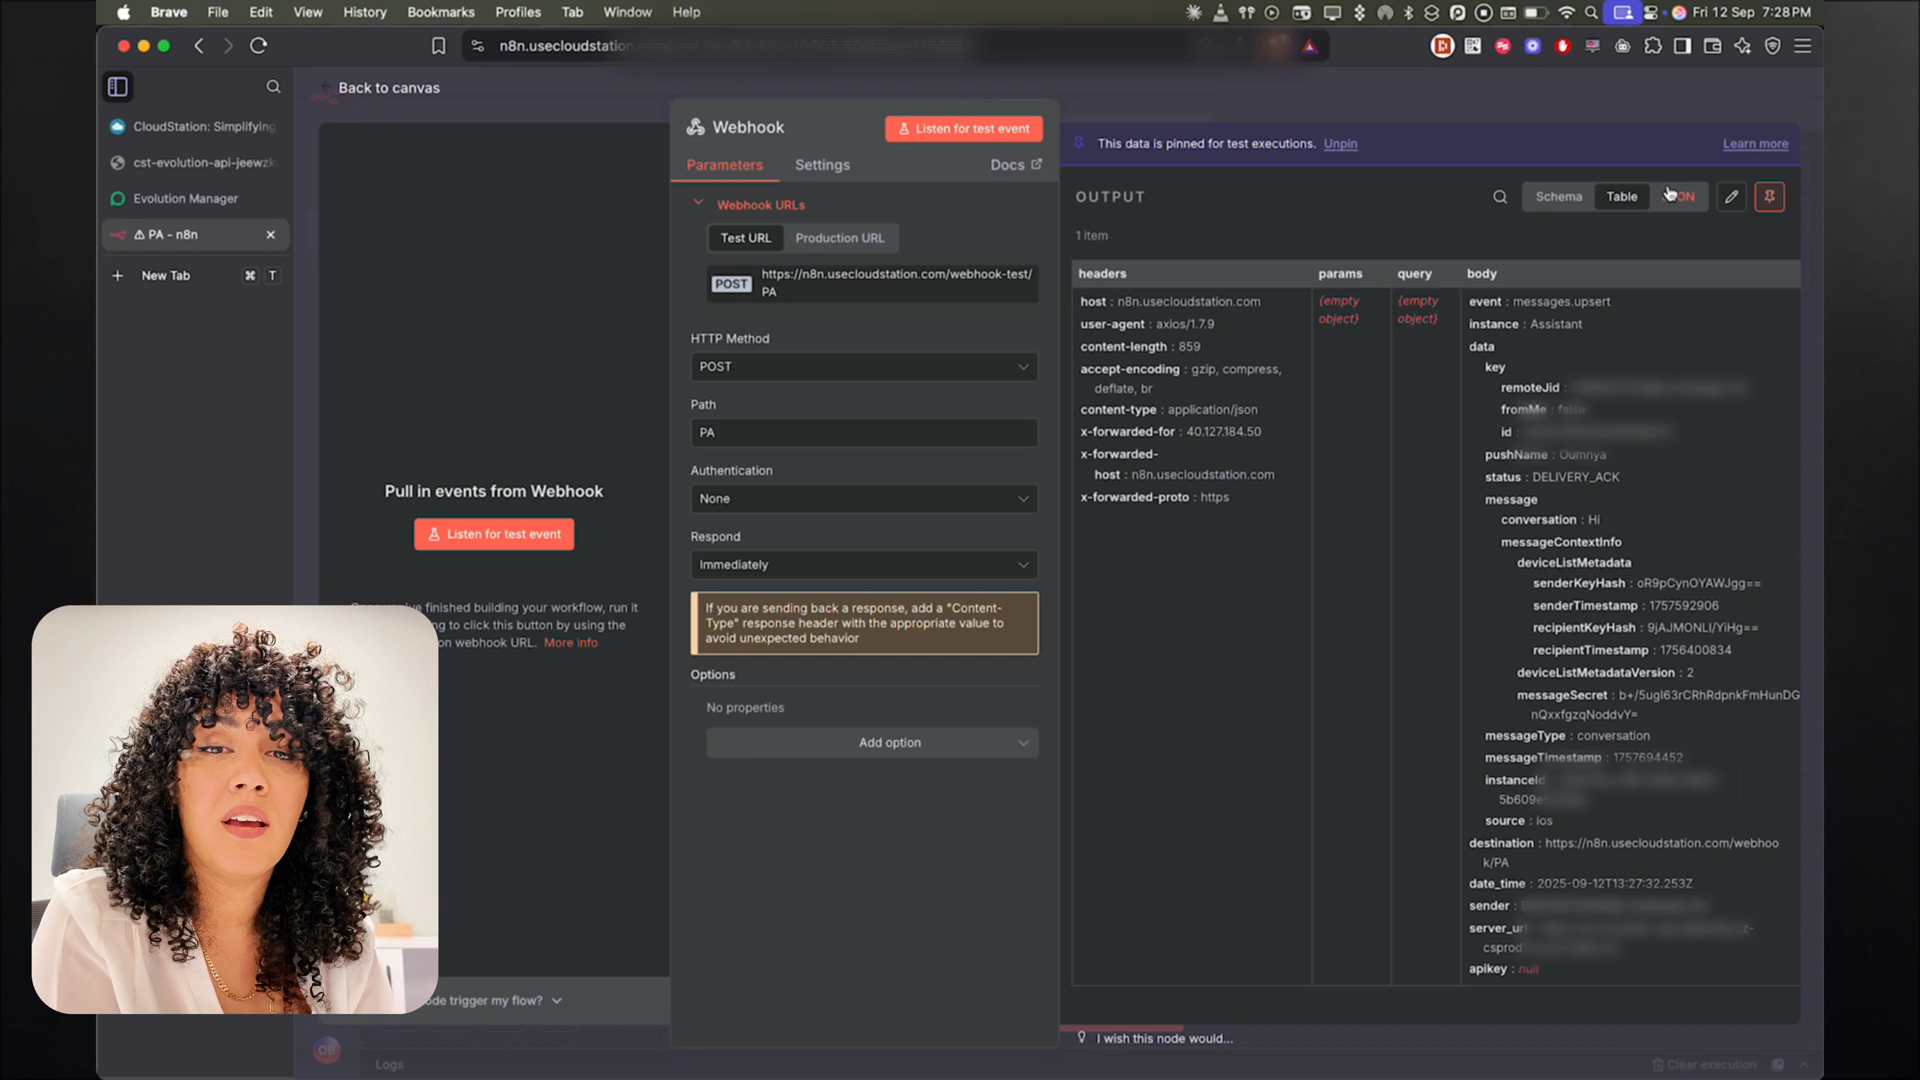 Brave File Edit View History Bookmarks Profiles Tab Window Help
Fri 12 Sep 7:28PM
n8n.usecloudstation
CloudStation: Simplifying
cst-evolution-api-jeewz
Evolution Manager
⚠ PA - n8n
New Tab ⌘ T
Back to canvas
Pull in events from Webhook
Listen for test event
've finished building your workflow, run it
to click this button by using the
on webhook URL. More info
ode trigger my flow?
OB
Logs
Webhook
Listen for test event
Parameters Settings Docs
Webhook URLs
Test URL Production URL
POST https://n8n.usecloudstation.com/webhook-test/
PA
HTTP Method
POST
Path
PA
Authentication
None
Respond
Immediately
If you are sending back a response, add a "Content-
Type" response header with the appropriate value to
avoid unexpected behavior
Options
No properties
Add option
This data is pinned for test executions. Unpin
Learn more
OUTPUT
Schema Table JSON
1 item
headers params query body
host : n8n.usecloudstation.com
user-agent : axios/1.7.9
content-length : 859
accept-encoding : gzip, compress,
deflate, br
content-type : application/json
x-forwarded-for : 40.127.184.50
x-forwarded-
host : n8n.usecloudstation.com
x-forwarded-proto : https
{empty
object}
{empty
object}
event : messages.upsert
instance : Assistant
data
key
remoteJid :
fromMe : false
id :
pushName : Oumnya
status : DELIVERY_ACK
message
conversation : Hi
messageContextInfo
deviceListMetadata
senderKeyHash : oR9pCynOYAWJgg==
senderTimestamp : 1757592906
recipientKeyHash : 9jAJMONLI/YiHg==
recipientTimestamp : 1756400834
deviceListMetadataVersion : 2
messageSecret : b+/5ugl63rCRhRdpnkFmHunDG
nQxxfgzqNoddvY=
messageType : conversation
messageTimestamp : 1757694452
instanceId
5b609e
source : ios
destination : https://n8n.usecloudstation.com/webhoo
k/PA
date_time : 2025-09-12T13:27:32.253Z
sender :
server_url
csprod
apikey : null
I wish this node would...
Clear execution